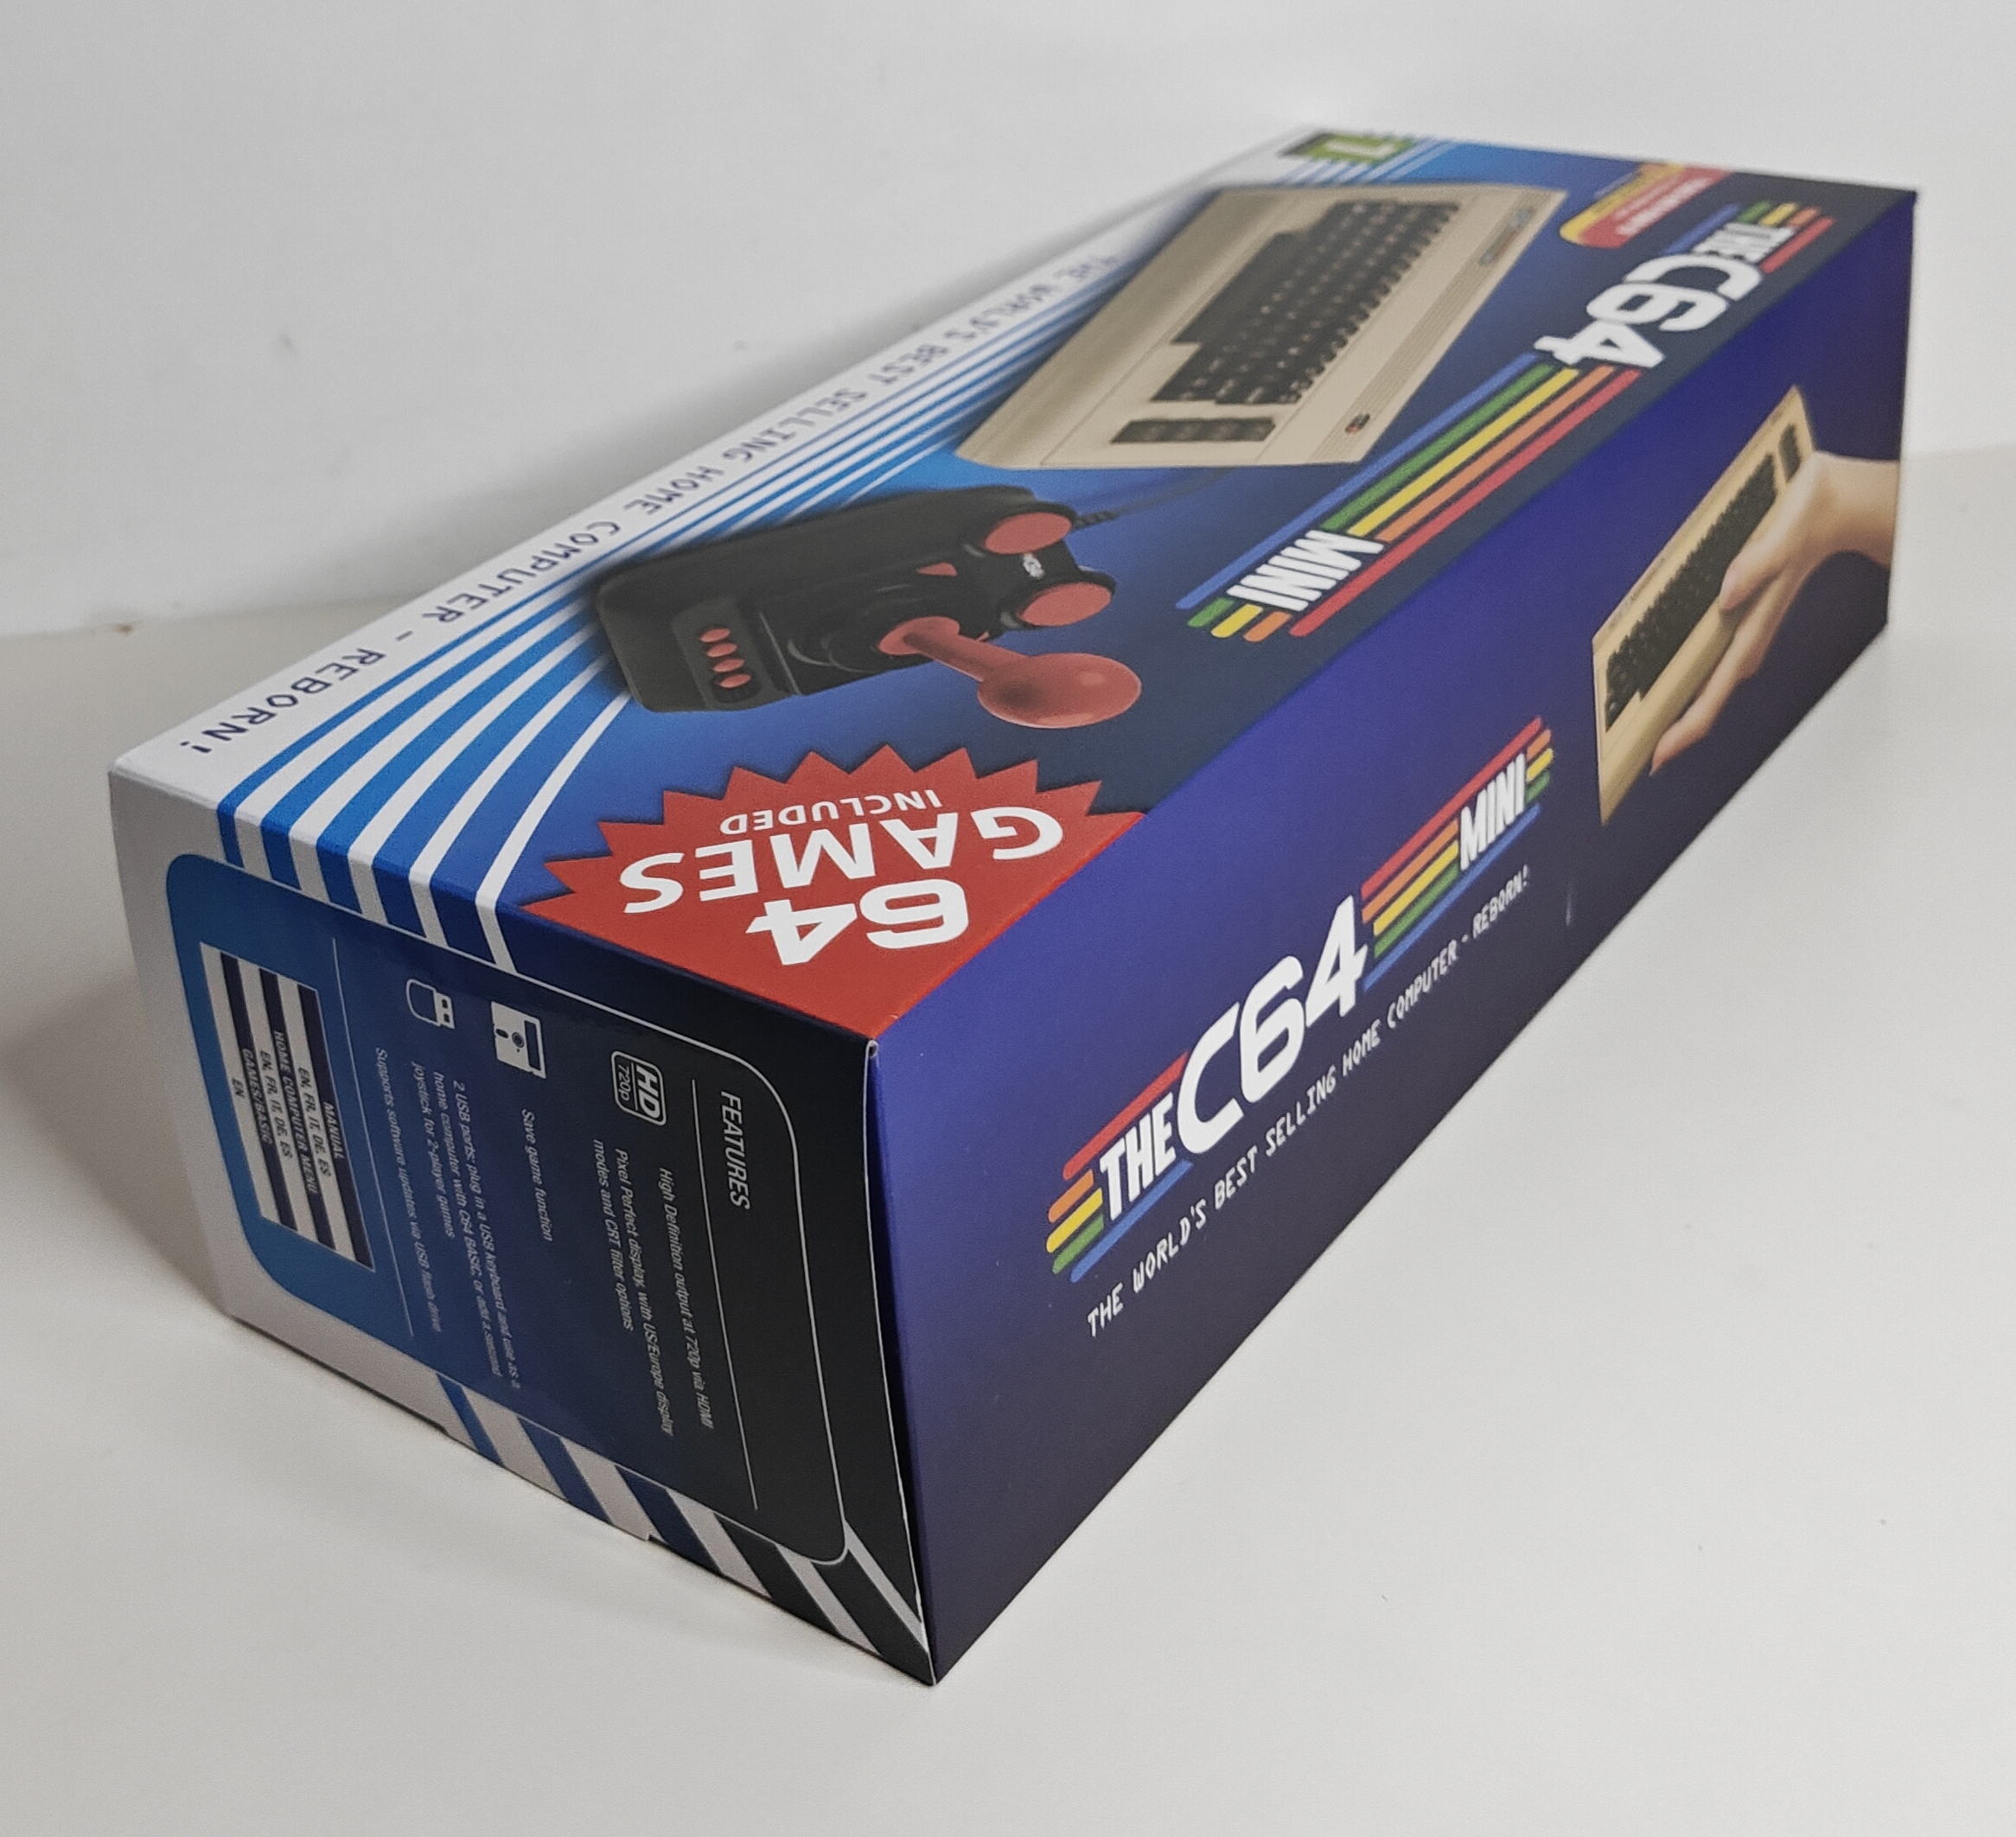 THEC64
MINI
64
GAMES
INCLUDED
THE WORLD'S BEST SELLING HOME COMPUTER - REBORN!
THEC64
MINI
THE WORLD'S BEST SELLING HOME COMPUTER - REBORN!
FEATURES
HD
720p
High Definition output at 720p via HDMI
Pixel Perfect display, with US/Europe display
modes and CRT filter options
Save game function
2 USB ports: plug in a USB keyboard and use as a
home computer with C64 BASIC, or add a second
joystick for 2-player games
Supports software updates via USB flash drive
MANUAL
EN, FR, IT, DE, ES
HOME COMPUTER MENU
EN, FR, IT, DE, ES
GAMES/BASIC
EN